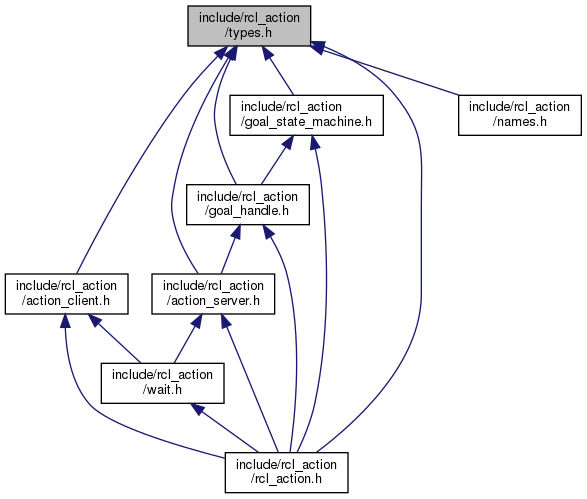 include/rcl_action
/types.h
include/rcl_action
/goal_state_machine.h
include/rcl_action
/names.h
include/rcl_action
/goal_handle.h
include/rcl_action
/action_client.h
include/rcl_action
/action_server.h
include/rcl_action
/wait.h
include/rcl_action
/rcl_action.h